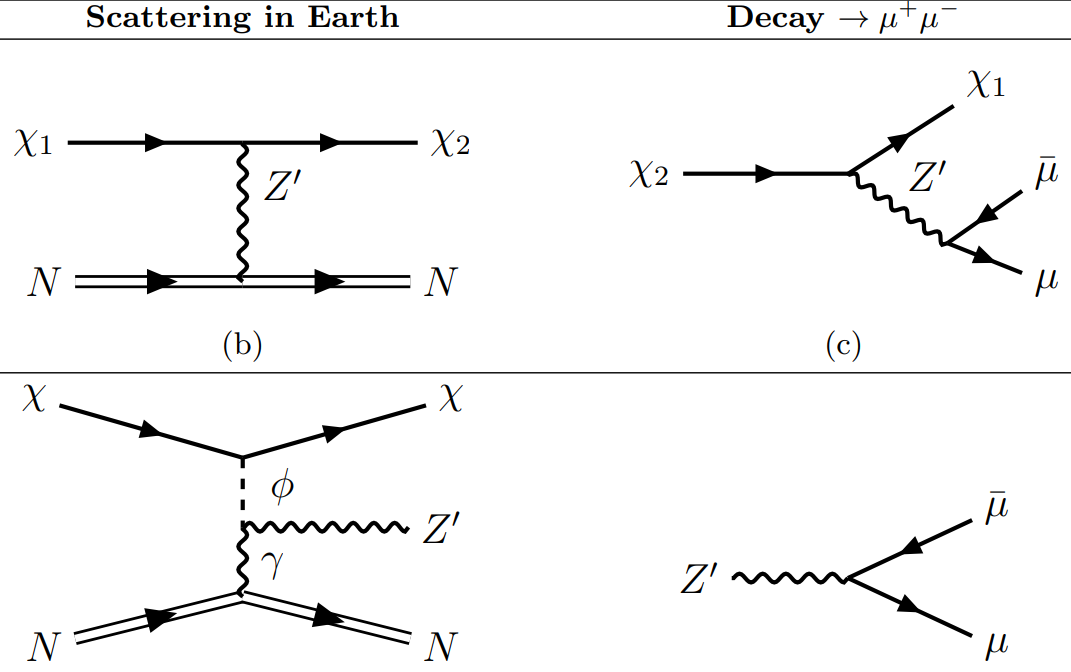 Scattering in Earth
Decay → μ⁺μ⁻
χ₁
χ₂
Z′
N
N
(b)
χ₂
χ₁
Z′
μ̄
μ
(c)
χ
χ
ϕ
Z′
γ
N
N
Z′
μ̄
μ